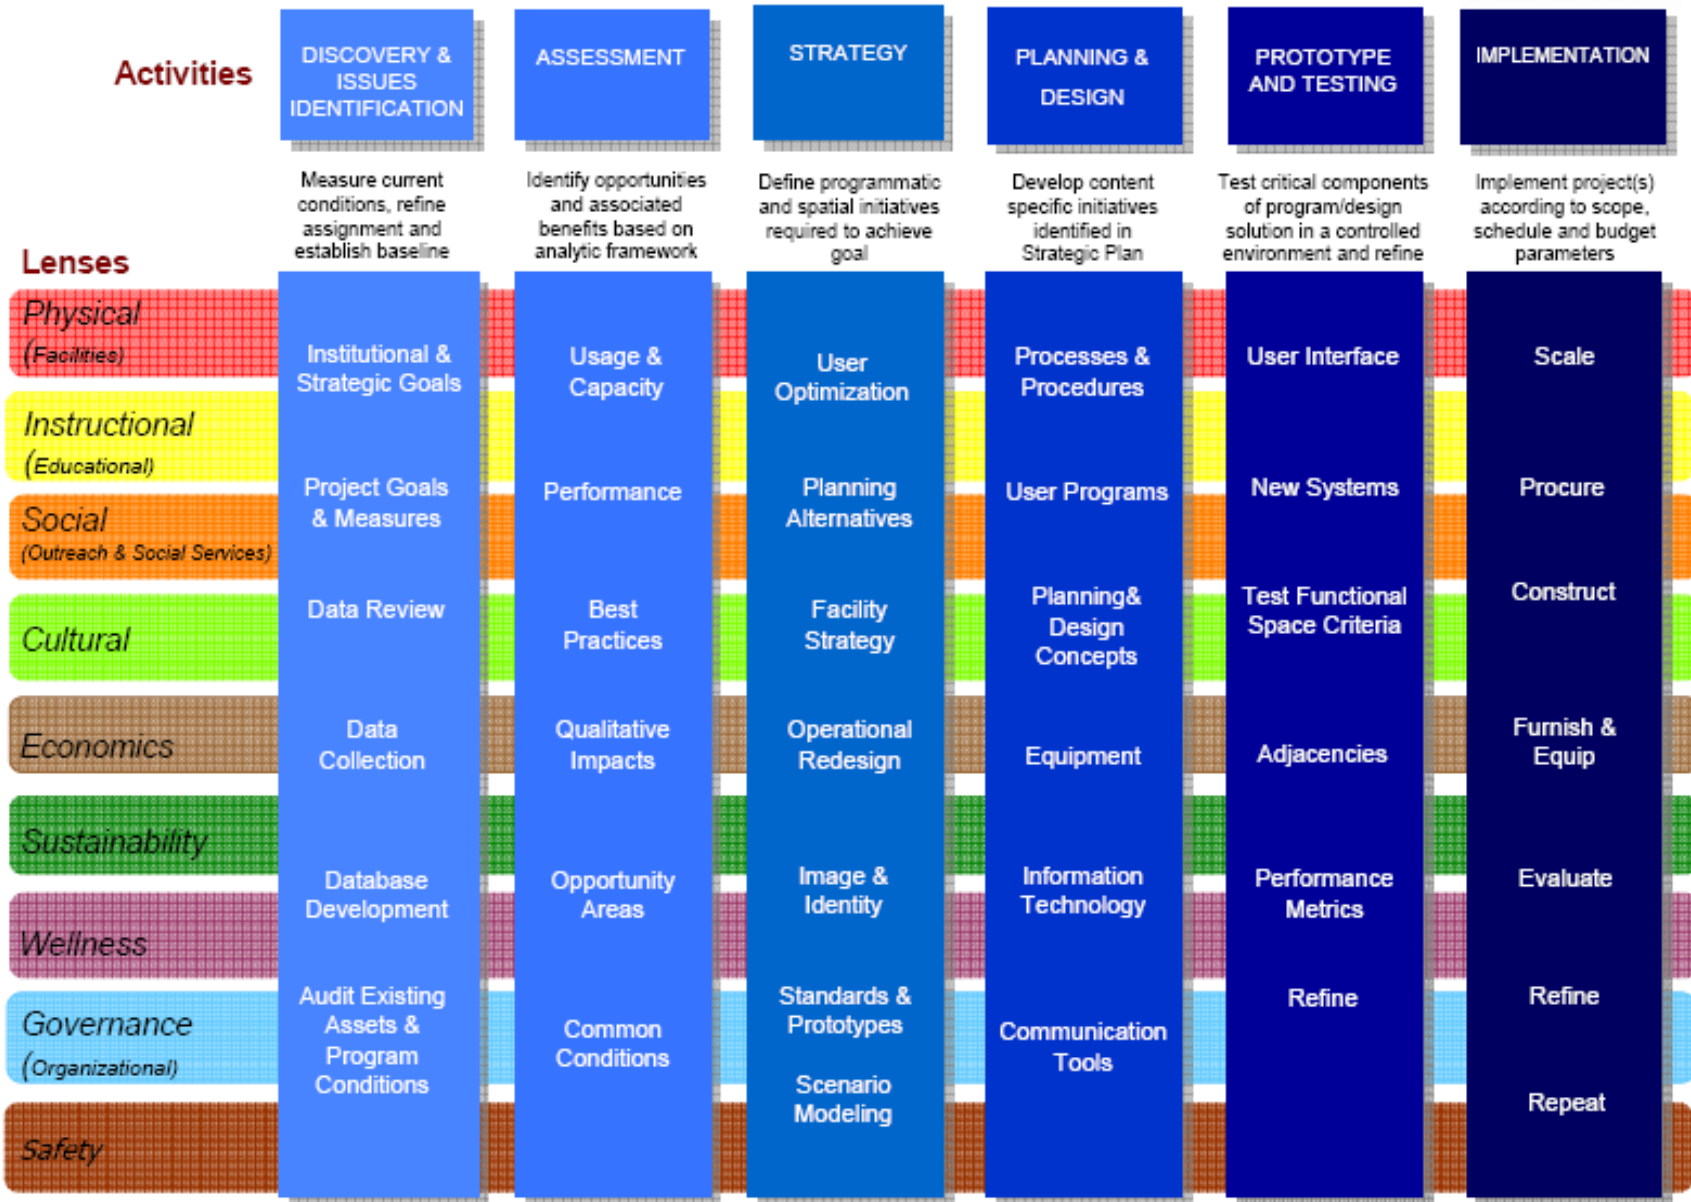 Activities
DISCOVERY &
ISSUES
IDENTIFICATION
ASSESSMENT
STRATEGY
PLANNING &
DESIGN
PROTOTYPE
AND TESTING
IMPLEMENTATION
Measure current
conditions, refine
assignment and
establish baseline
Identify opportunities
and associated
benefits based on
analytic framework
Define programmatic
and spatial initiatives
required to achieve
goal
Develop content
specific initiatives
identified in
Strategic Plan
Test critical components
of program/design
solution in a controlled
environment and refine
Implement project(s)
according to scope,
schedule and budget
parameters
Lenses
Physical
(Facilities)
Instructional
(Educational)
Social
(Outreach & Social Services)
Cultural
Economics
Sustainability
Wellness
Governance
(Organizational)
Safety
Institutional &
Strategic Goals
Project Goals
& Measures
Data Review
Data
Collection
Database
Development
Audit Existing
Assets &
Program
Conditions
Usage &
Capacity
Performance
Best
Practices
Qualitative
Impacts
Opportunity
Areas
Common
Conditions
User
Optimization
Planning
Alternatives
Facility
Strategy
Operational
Redesign
Image &
Identity
Standards &
Prototypes
Scenario
Modeling
Processes &
Procedures
User Programs
Planning&
Design
Concepts
Equipment
Information
Technology
Communication
Tools
User Interface
New Systems
Test Functional
Space Criteria
Adjacencies
Performance
Metrics
Refine
Scale
Procure
Construct
Furnish &
Equip
Evaluate
Refine
Repeat